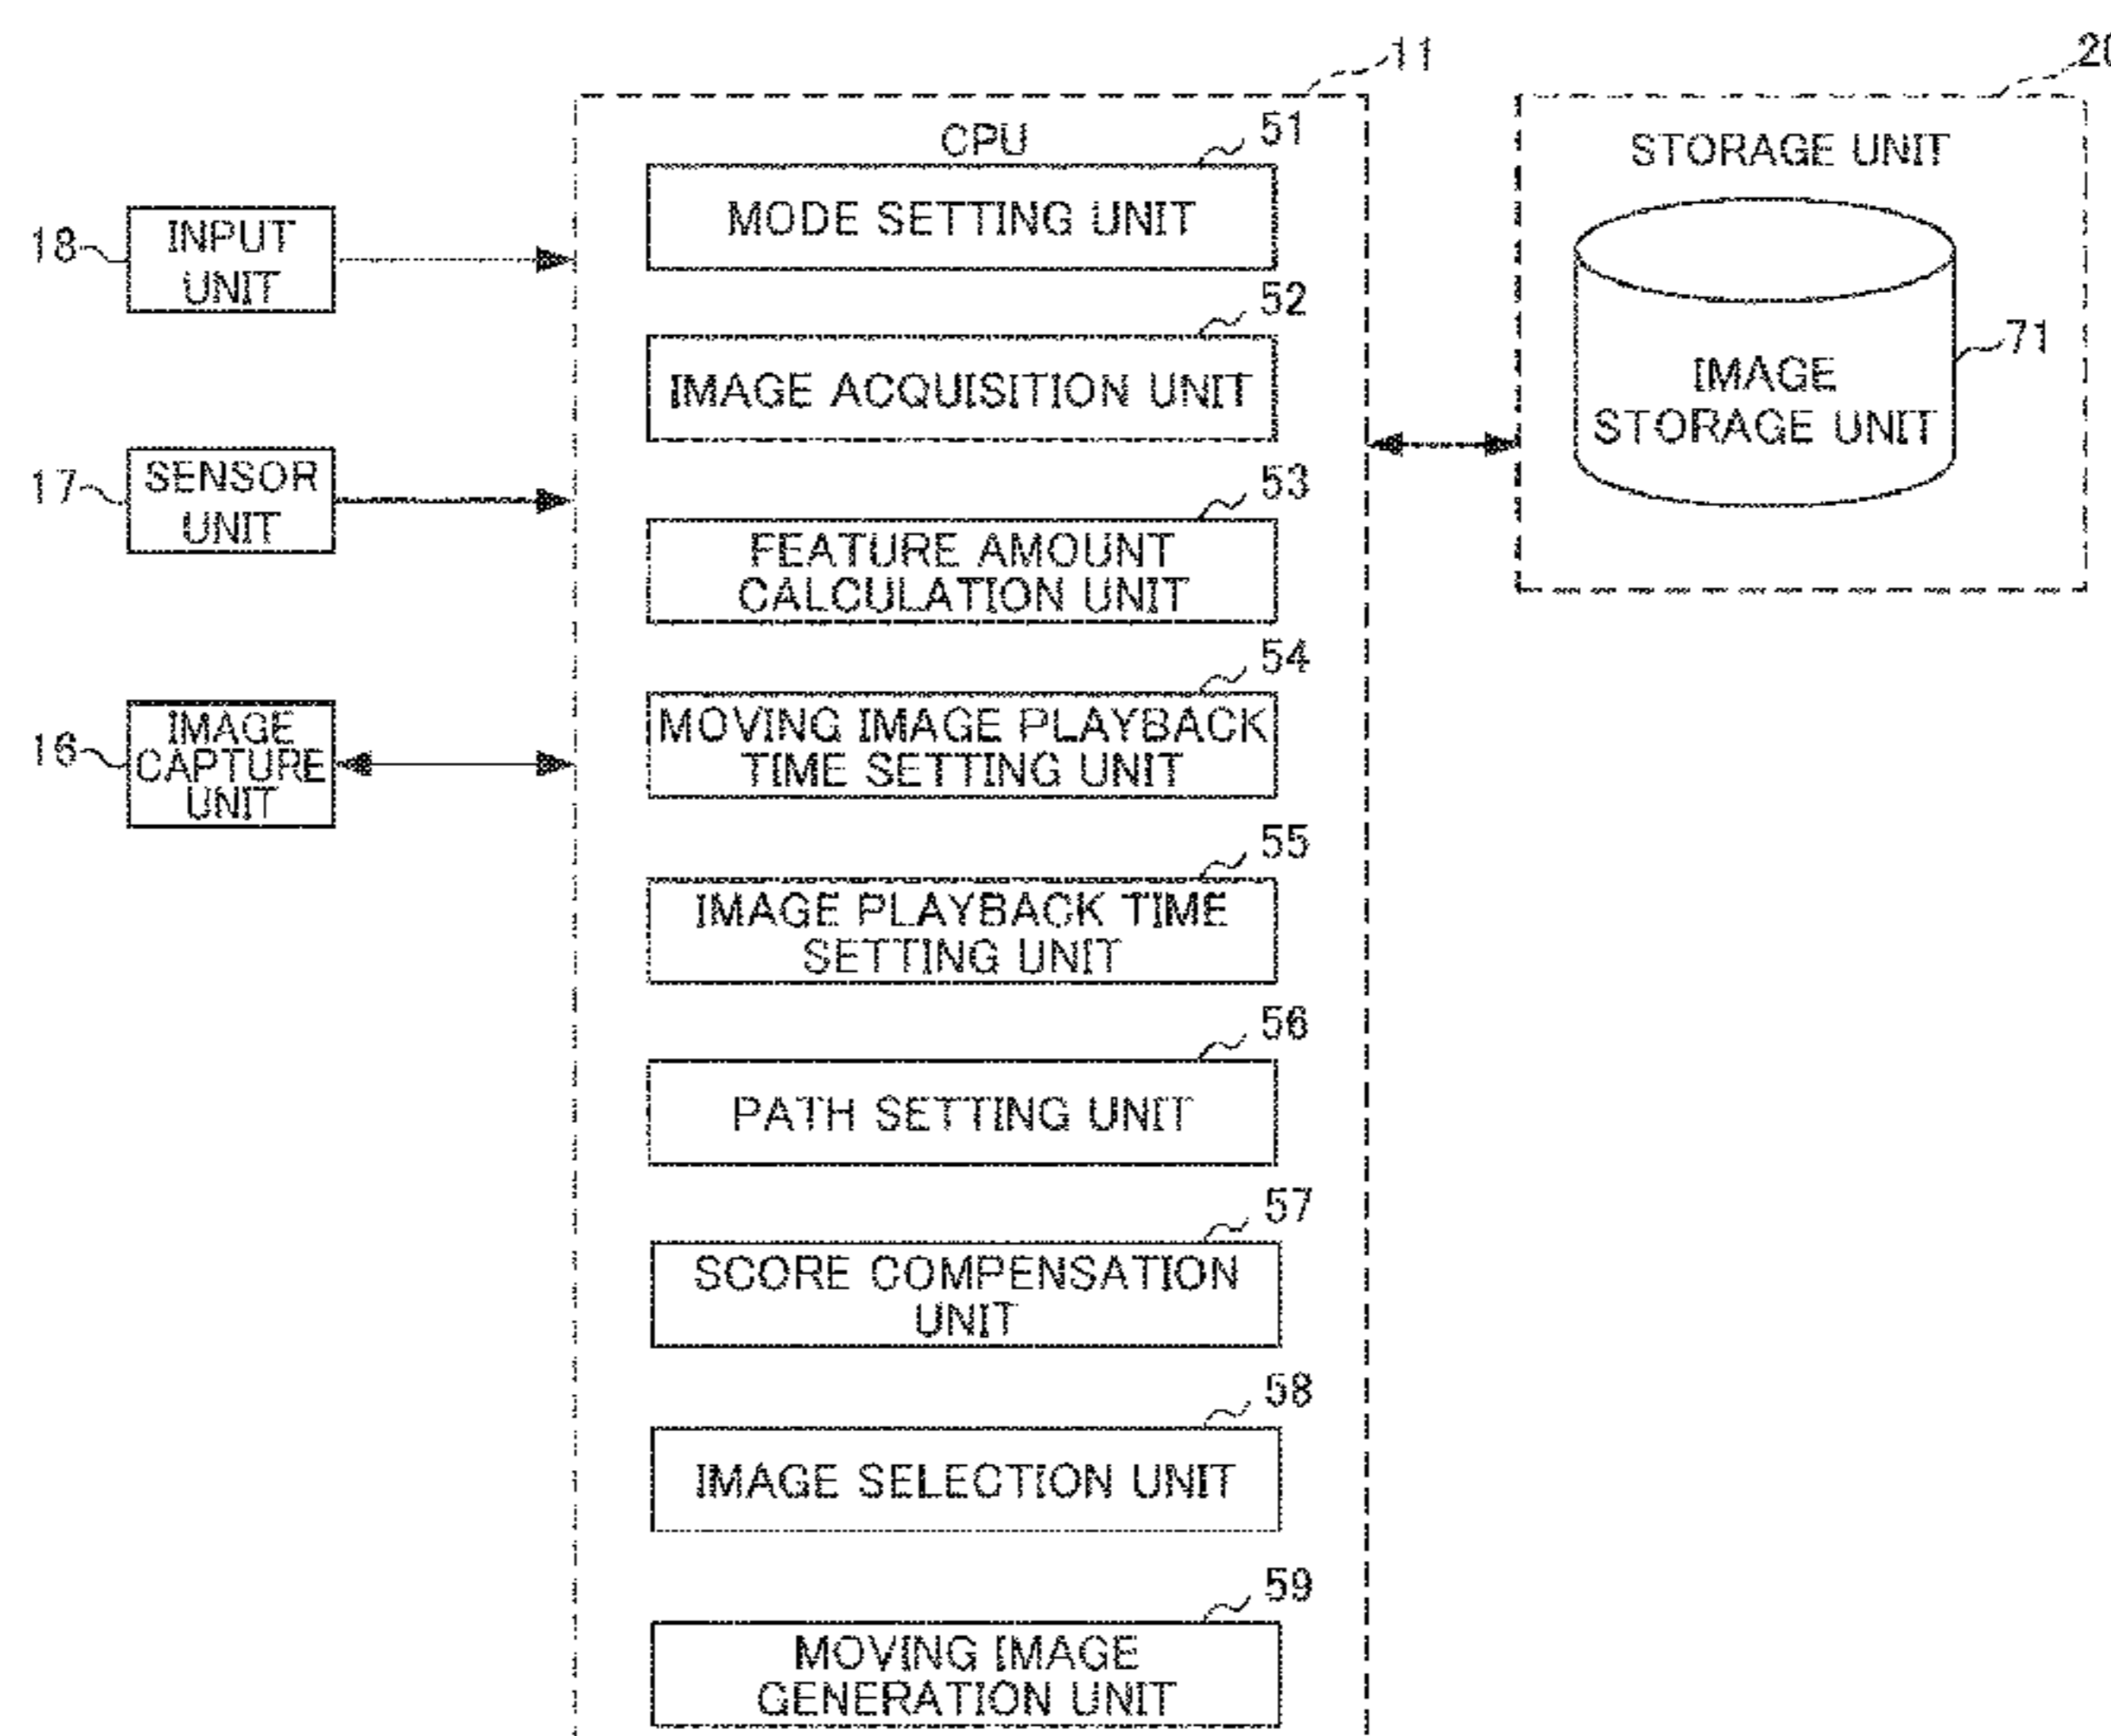 11
20
CPU
51
STORAGE UNIT
MODE SETTING UNIT
18
INPUT
UNIT
52
IMAGE ACQUISITION UNIT
71
IMAGE
STORAGE UNIT
17
SENSOR
UNIT
53
FEATURE AMOUNT
CALCULATION UNIT
54
16
IMAGE
CAPTURE
UNIT
MOVING IMAGE PLAYBACK
TIME SETTING UNIT
55
IMAGE PLAYBACK TIME
SETTING UNIT
56
PATH SETTING UNIT
57
SCORE COMPENSATION
UNIT
58
IMAGE SELECTION UNIT
59
MOVING IMAGE
GENERATION UNIT